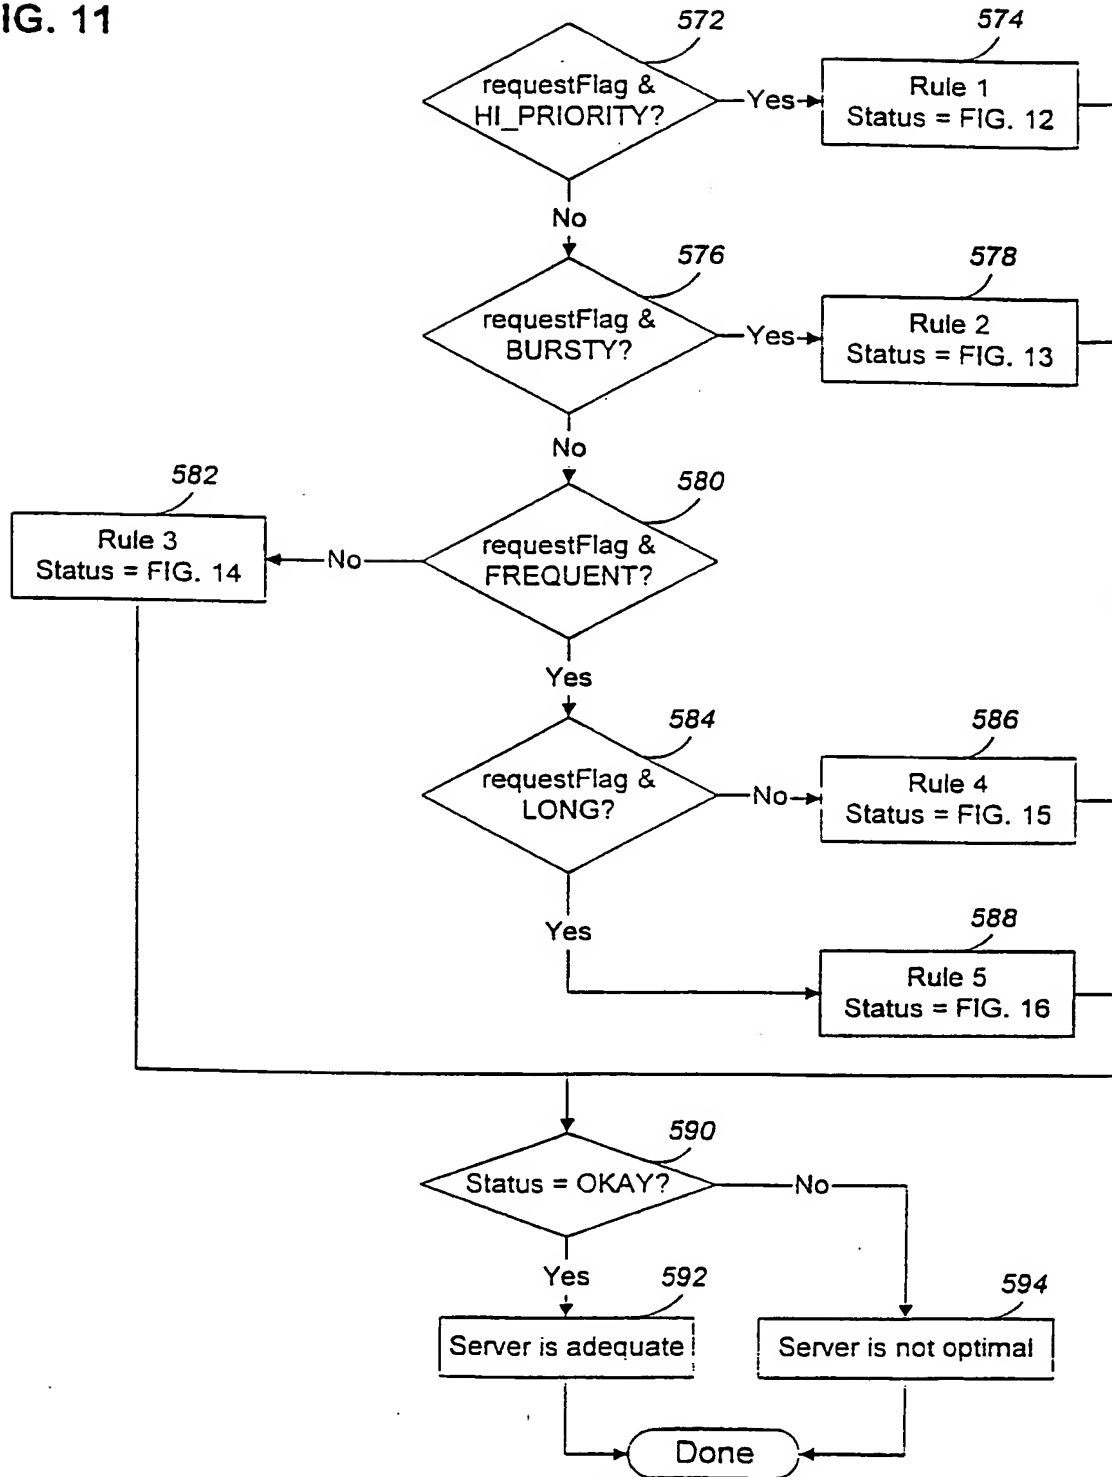 IG. 11
572
requestFlag &
HI_PRIORITY?
Yes
574
Rule 1
Status = FIG. 12
No
576
requestFlag &
BURSTY?
Yes
578
Rule 2
Status = FIG. 13
No
580
requestFlag &
FREQUENT?
No
582
Rule 3
Status = FIG. 14
Yes
584
requestFlag &
LONG?
No
586
Rule 4
Status = FIG. 15
Yes
588
Rule 5
Status = FIG. 16
590
Status = OKAY?
No
Yes
592
Server is adequate
594
Server is not optimal
Done